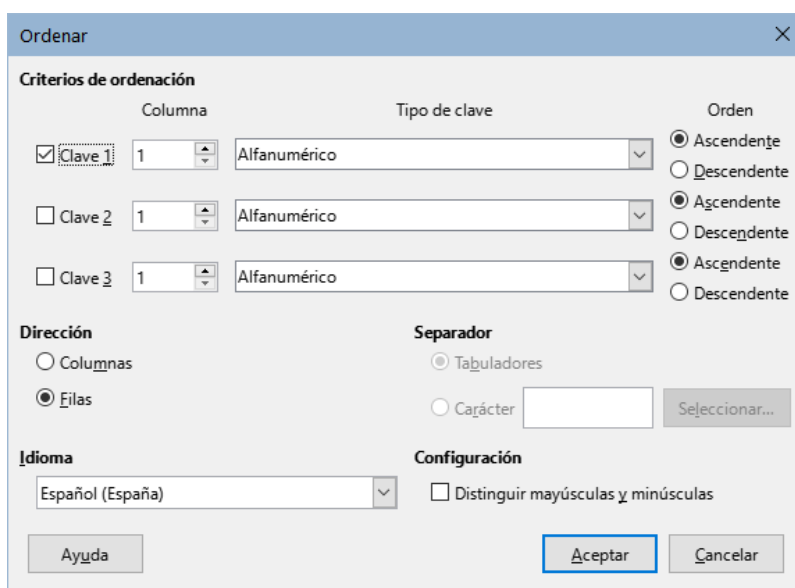 Ordenar
Criterios de ordenación
Columna Tipo de clave Orden
Clave 1 1 Alfanumérico Ascendente
Descendente
Clave 2 1 Alfanumérico Ascendente
Descendente
Clave 3 1 Alfanumérico Ascendente
Descendente
Dirección Separador
Columnas Tabuladores
Filas Carácter Seleccionar...
Idioma Configuración
Español (España) Distinguir mayúsculas y minúsculas
Ayuda Aceptar Cancelar